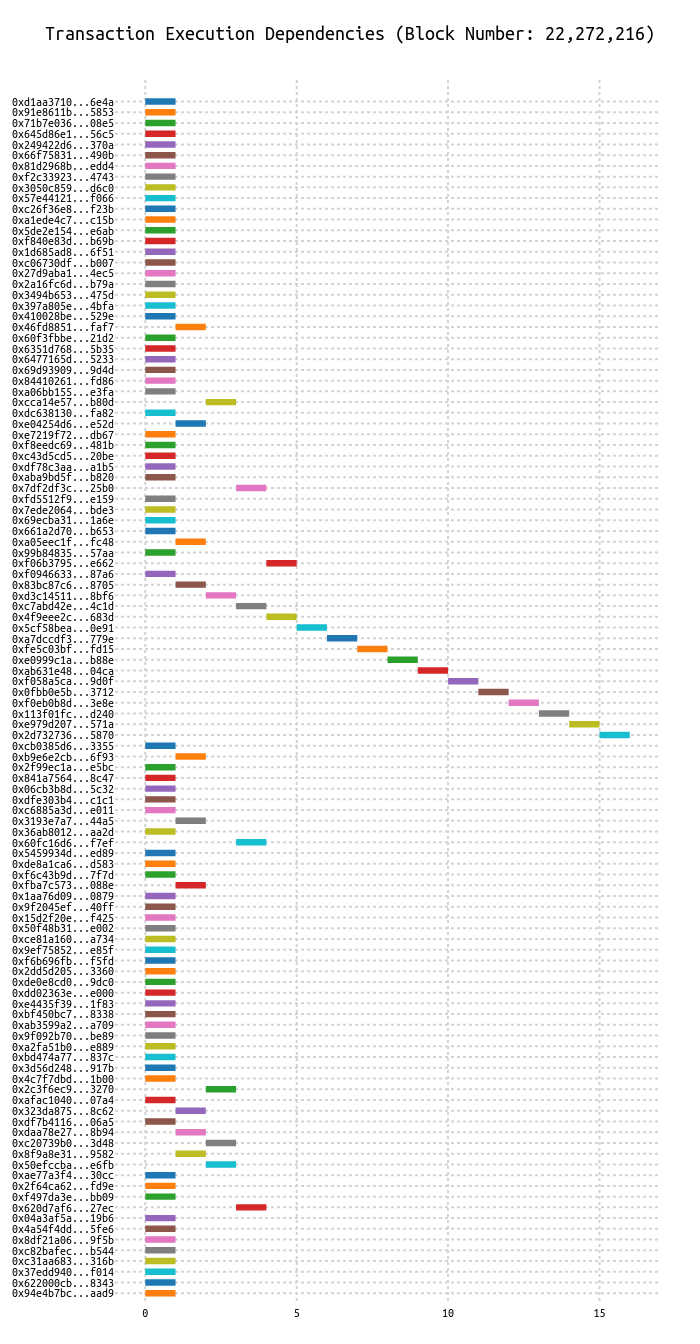 Transaction Execution Dependencies (Block Number: 22,272,216)
0xd1aa3710...6e4a
0x91e8611b...5853
0x71b7e036...08e5
0x645d86e1...56c5
0x249422d6...370a
0x66f75831...490b
0x81d2968b...edd4
0xf2c33923...4743
0x3050c859...d6c0
0x57e44121...f066
0xc26f36e8...f23b
0xa1ede4c7...c15b
0x5de2e154...e6ab
0xf840e83d...b69b
0x1d685ad8...6f51
0xc06730df...b007
0x27d9aba1...4ec5
0x2a16fc6d...b79a
0x3494b653...475d
0x397a805e...4bfa
0x410028be...529e
0x46fd8851...faf7
0x60f3fbbe...21d2
0x6351d768...5b35
0x6477165d...5233
0x69d93909...9d4d
0x84410261...fd86
0xa06bb155...e3fa
0xcca14e57...b80d
0xdc638130...fa82
0xe04254d6...e52d
0xe7219f72...db67
0xf8eedc69...481b
0xc43d5cd5...20be
0xdf78c3aa...a1b5
0xaba9bd5f...b820
0x7df2df3c...25b0
0xfd5512f9...e159
0x7ede2064...bde3
0x69ecba31...1a6e
0x661a2d70...b653
0xa05eec1f...fc48
0x99b84835...57aa
0xf06b3795...e662
0xf0946633...87a6
0x83bc87c6...8705
0xd3c14511...8bf6
0xc7abd42e...4c1d
0x4f9eee2c...683d
0x5cf58bea...0e91
0xa7dccdf3...779e
0xfe5c03bf...fd15
0xe0999c1a...b88e
0xab631e48...04ca
0xf058a5ca...9d0f
0x0fbb0e5b...3712
0xf0eb0b8d...3e8e
0x113f01fc...d240
0xe979d207...571a
0x2d732736...5870
0xcb0385d6...3355
0xb9e6e2cb...6f93
0x2f99ec1a...e5bc
0x841a7564...8c47
0x06cb3b8d...5c32
0xdfe303b4...c1c1
0xc6885a3d...e011
0x3193e7a7...44a5
0x36ab8012...aa2d
0x60fc16d6...f7ef
0x5459934d...ed89
0xde8a1ca6...d583
0xf6c43b9d...7f7d
0xfba7c573...088e
0x1aa76d09...0879
0x9f2045ef...40ff
0x15d2f20e...f425
0x50f48b31...e002
0xce81a160...a734
0x9ef75852...e85f
0xf6b696fb...f5fd
0x2dd5d205...3360
0xde0e8cd0...9dc0
0xdd02363e...e000
0xe4435f39...1f83
0xbf450bc7...8338
0xab3599a2...a709
0x9f092b70...be89
0xa2fa51b0...e889
0xbd474a77...837c
0x3d56d248...917b
0x4c7f7dbd...1b00
0x2c3f6ec9...3270
0xafac1040...07a4
0x323da875...8c62
0xdf7b4116...06a5
0xdaa78e27...8b94
0xc20739b0...3d48
0x8f9a8e31...9582
0x50efccba...e6fb
0xae77a3f4...30cc
0x2f64ca62...fd9e
0xf497da3e...bb09
0x620d7af6...27ec
0x04a3af5a...19b6
0x4a54f4dd...5fe6
0x8df21a06...9f5b
0xc82bafec...b544
0xc31aa683...316b
0x37edd940...f014
0x622000cb...8343
0x94e4b7bc...aad9
0 5 10 15